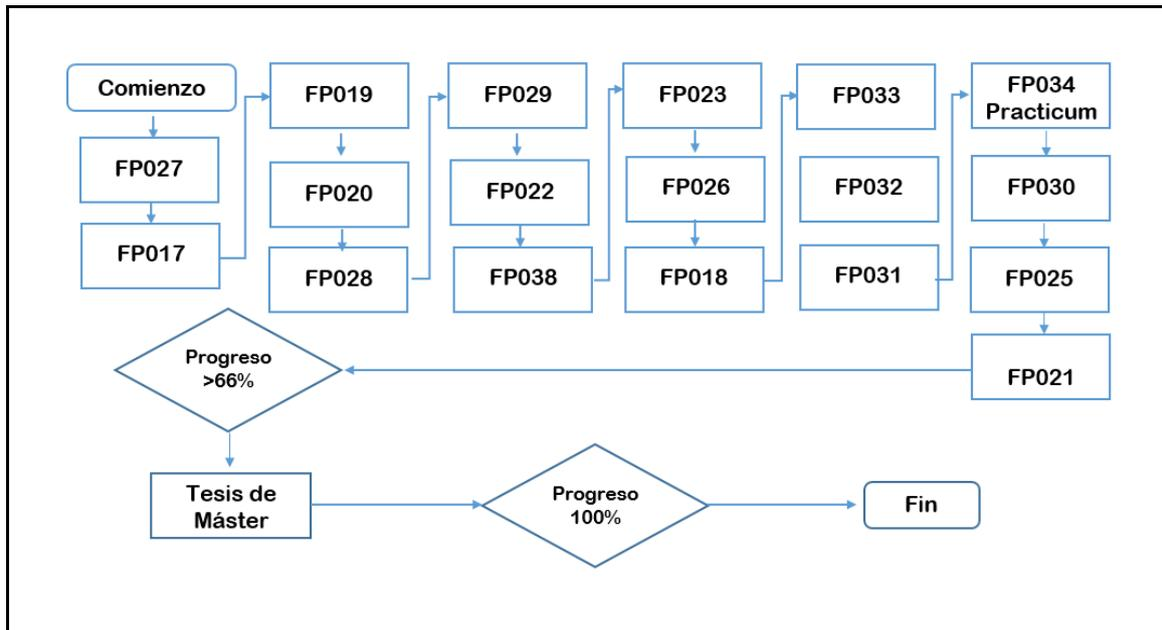 Comienzo
FP027
FP017
FP019
FP020
FP028
FP029
FP022
FP038
FP023
FP026
FP018
FP033
FP032
FP031
FP034
Practicum
FP030
FP025
FP021
Progreso
>66%
Tesis de
Máster
Progreso
100%
Fin